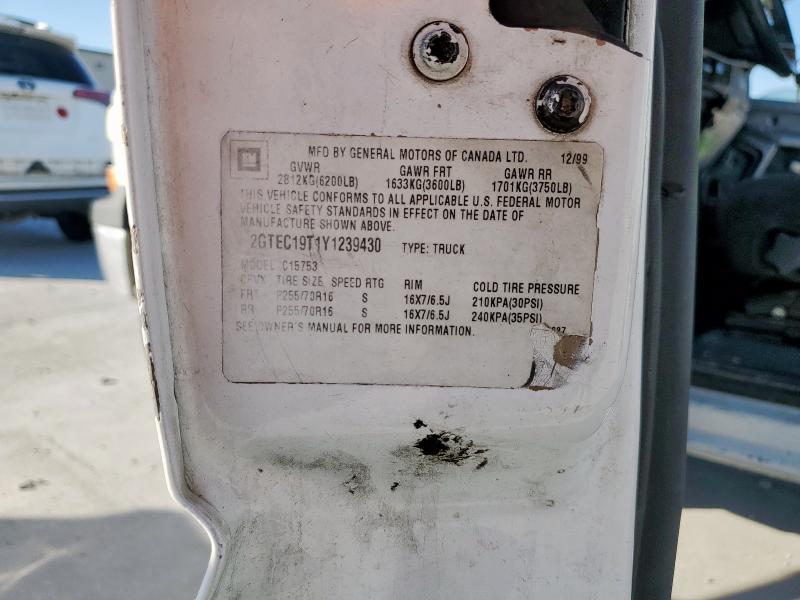 GM
MFD BY GENERAL MOTORS OF CANADA LTD. 12/99
GVWR GAWR FRT GAWR RR
2812KG(6200LB) 1633KG(3600LB) 1701KG(3750LB)
THIS VEHICLE CONFORMS TO ALL APPLICABLE U.S. FEDERAL MOTOR
VEHICLE SAFETY STANDARDS IN EFFECT ON THE DATE OF
MANUFACTURE SHOWN ABOVE.
2GTEC19T1Y1239430 TYPE: TRUCK
MODEL C15753
TIRE SIZE SPEED RTG RIM COLD TIRE PRESSURE
FRT P255/70R16 S 16X7/6.5J 210KPA(30PSI)
RR P255/70R16 S 16X7/6.5J 240KPA(35PSI)
SEE OWNER'S MANUAL FOR MORE INFORMATION.